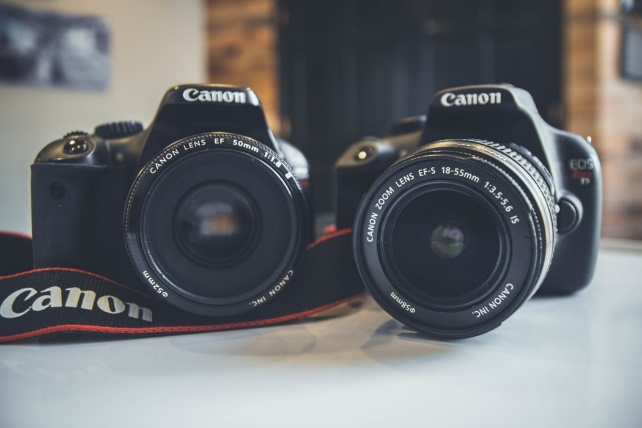 Canon
CANON LENS EF 50mm 1:1.8 II
ø52mm
CANON INC.
Canon
Canon
CANON ZOOM LENS EF-S 18-55mm 1:3.5-5.6 IS
ø58mm
CANON INC.
EOS